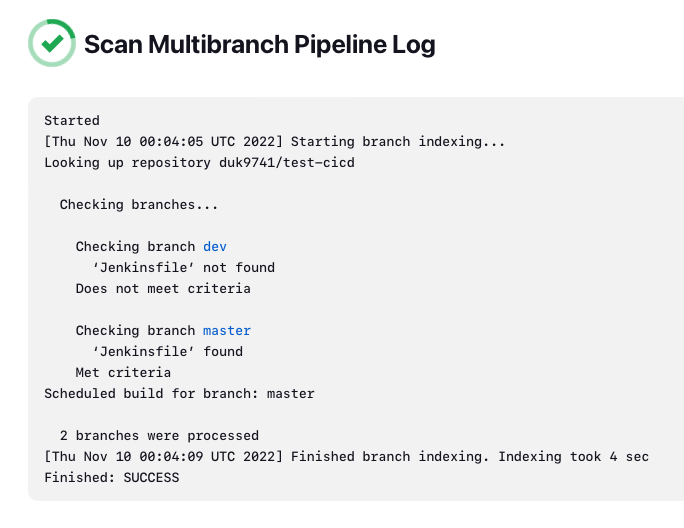 Scan Multibranch Pipeline Log
Started
[Thu Nov 10 00:04:05 UTC 2022] Starting branch indexing...
Looking up repository duk9741/test-cicd
Checking branches...
Checking branch dev
‘Jenkinsfile’ not found
Does not meet criteria
Checking branch master
‘Jenkinsfile’ found
Met criteria
Scheduled build for branch: master
2 branches were processed
[Thu Nov 10 00:04:09 UTC 2022] Finished branch indexing. Indexing took 4 sec
Finished: SUCCESS